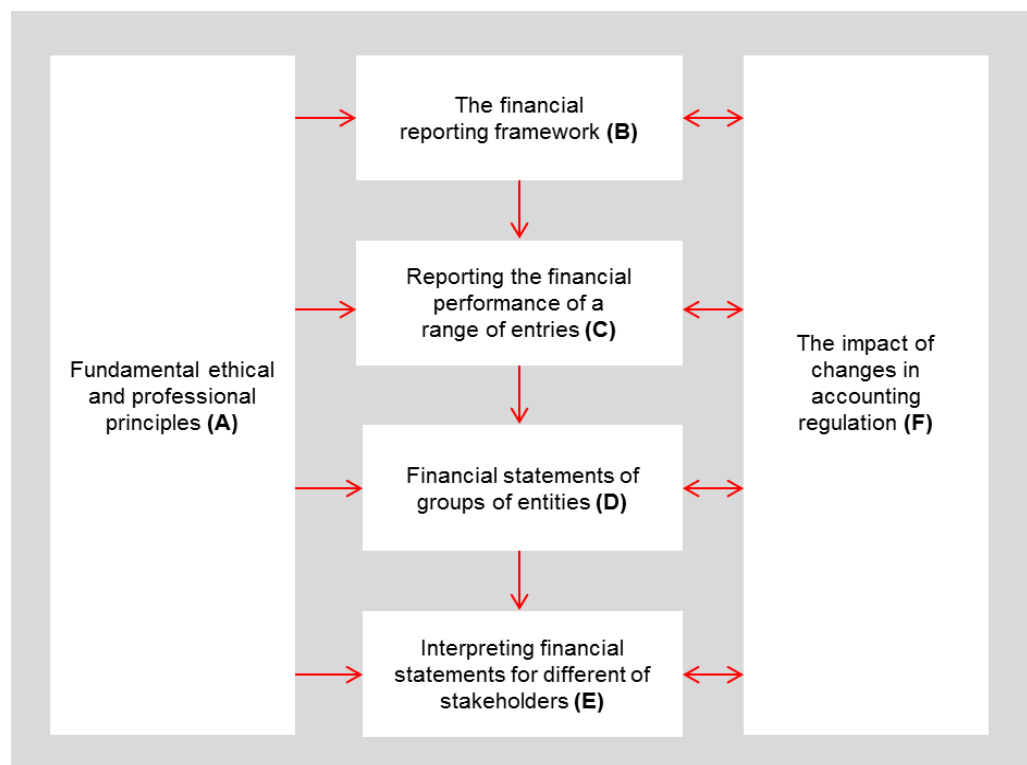 The financial
reporting framework (B)
Reporting the financial
performance of a
range of entries (C)
Fundamental ethical
and professional
principles (A)
The impact of
changes in
accounting
regulation (F)
Financial statements of
groups of entities (D)
Interpreting financial
statements for different of
stakeholders (E)